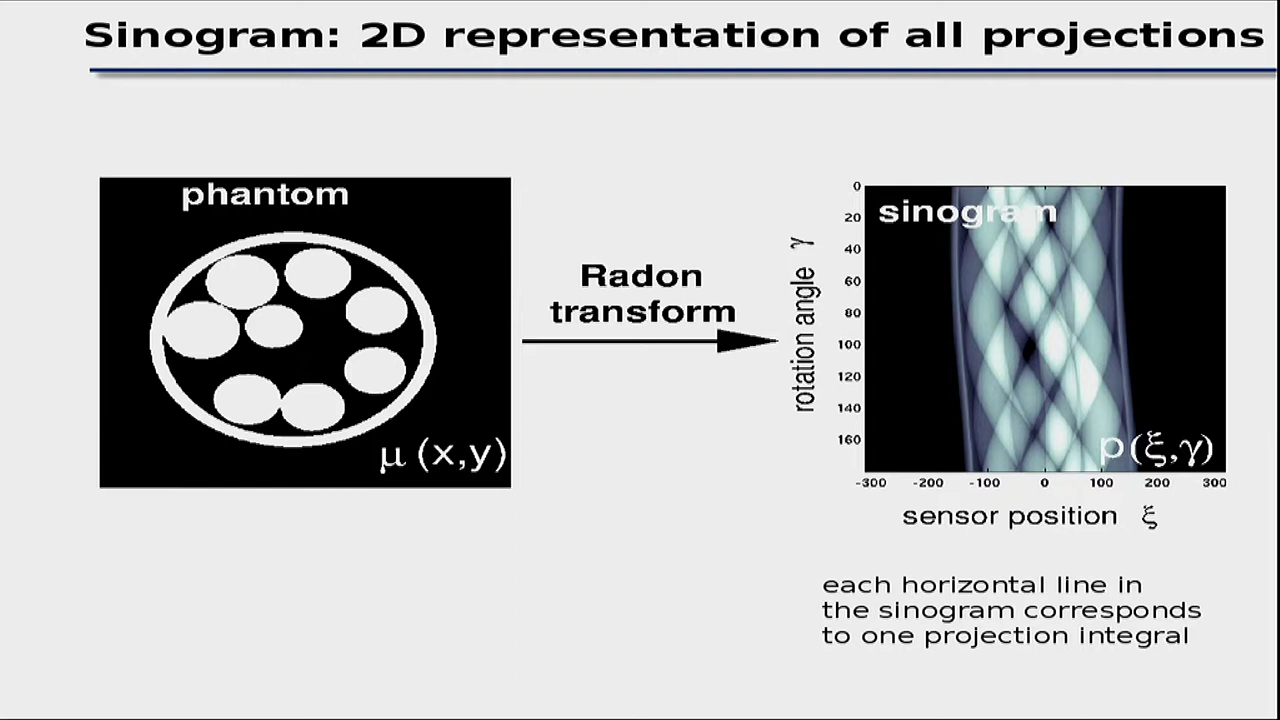 Sinogram: 2D representation of all projections
phantom
μ (x,y)
Radon
transform
sinogram
p(ξ,γ)
rotation angle γ
0
20
40
60
80
100
120
140
160
-300 -200 -100 0 100 200 300
sensor position ξ
each horizontal line in
the sinogram corresponds
to one projection integral